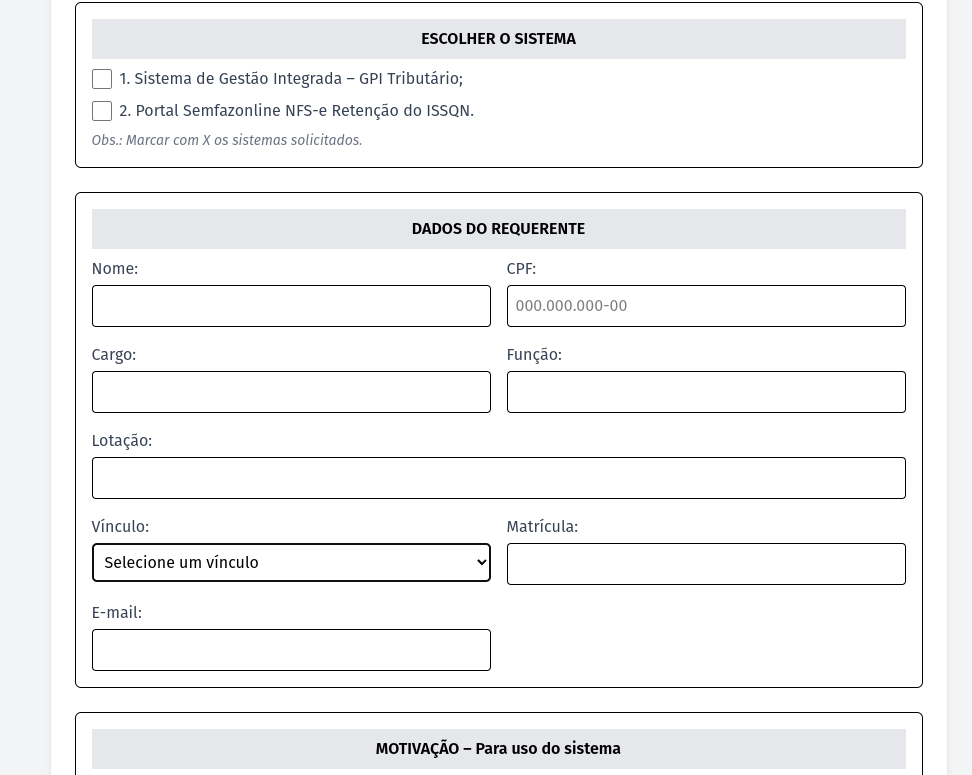 ESCOLHER O SISTEMA
1. Sistema de Gestão Integrada – GPI Tributário;
2. Portal Semfazonline NFS-e Retenção do ISSQN.
Obs.: Marcar com X os sistemas solicitados.
DADOS DO REQUERENTE
Nome:
CPF:
000.000.000-00
Cargo:
Função:
Lotação:
Vínculo:
Matrícula:
Selecione um vínculo
E-mail:
MOTIVAÇÃO – Para uso do sistema